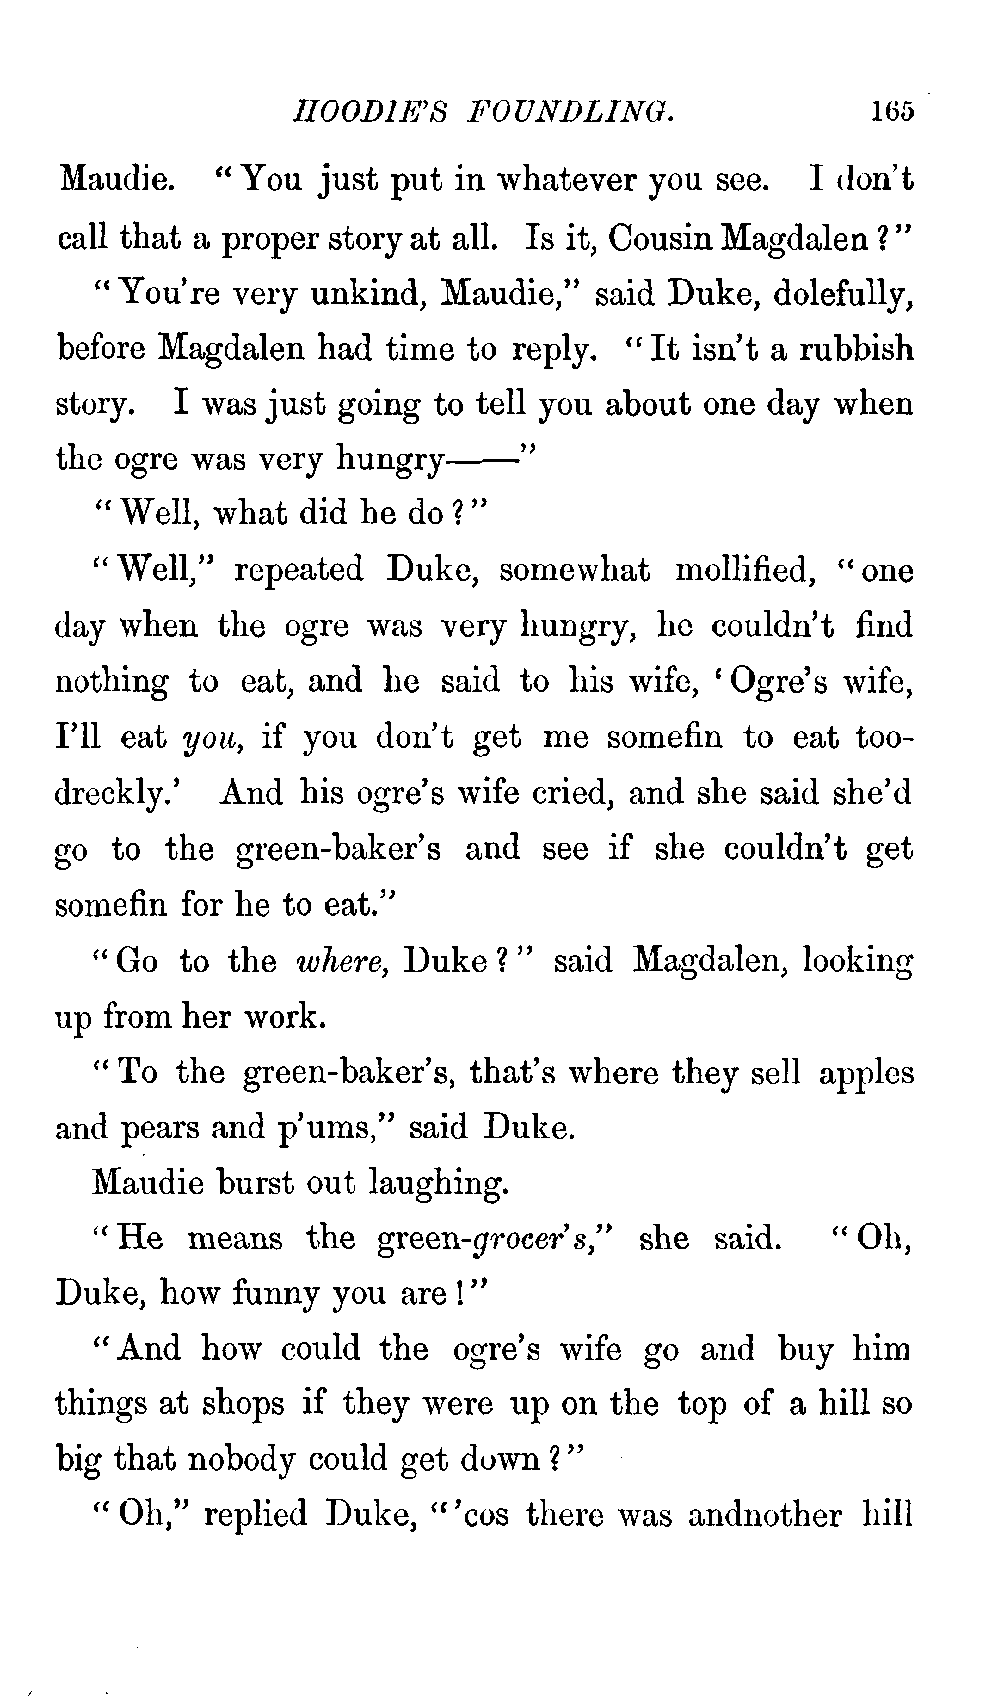 HOODIE'S FOUNDLING. 165
Maudie. "You just put in whatever you see. I don't
call that a proper story at all. Is it, Cousin Magdalen?"
"You're very unkind, Maudie," said Duke, dolefully,
before Magdalen had time to reply. "It isn't a rubbish
story. I was just going to tell you about one day when
the ogre was very hungry——"
"Well, what did he do?"
"Well," repeated Duke, somewhat mollified, "one
day when the ogre was very hungry, he couldn't find
nothing to eat, and he said to his wife, 'Ogre's wife,
I'll eat you, if you don't get me somefin to eat too-
dreckly.' And his ogre's wife cried, and she said she'd
go to the green-baker's and see if she couldn't get
somefin for he to eat."
"Go to the where, Duke?" said Magdalen, looking
up from her work.
"To the green-baker's, that's where they sell apples
and pears and p'ums," said Duke.
Maudie burst out laughing.
"He means the green-grocer's," she said. "Oh,
Duke, how funny you are!"
"And how could the ogre's wife go and buy him
things at shops if they were up on the top of a hill so
big that nobody could get down?"
"Oh," replied Duke, "'cos there was andnother hill